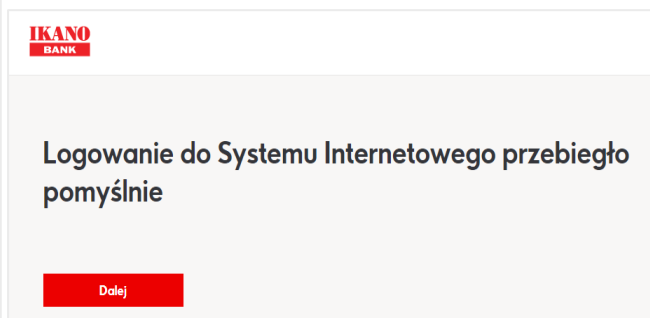 IKANO
BANK
Logowanie do Systemu Internetowego przebiegło
pomyślnie
Dalej